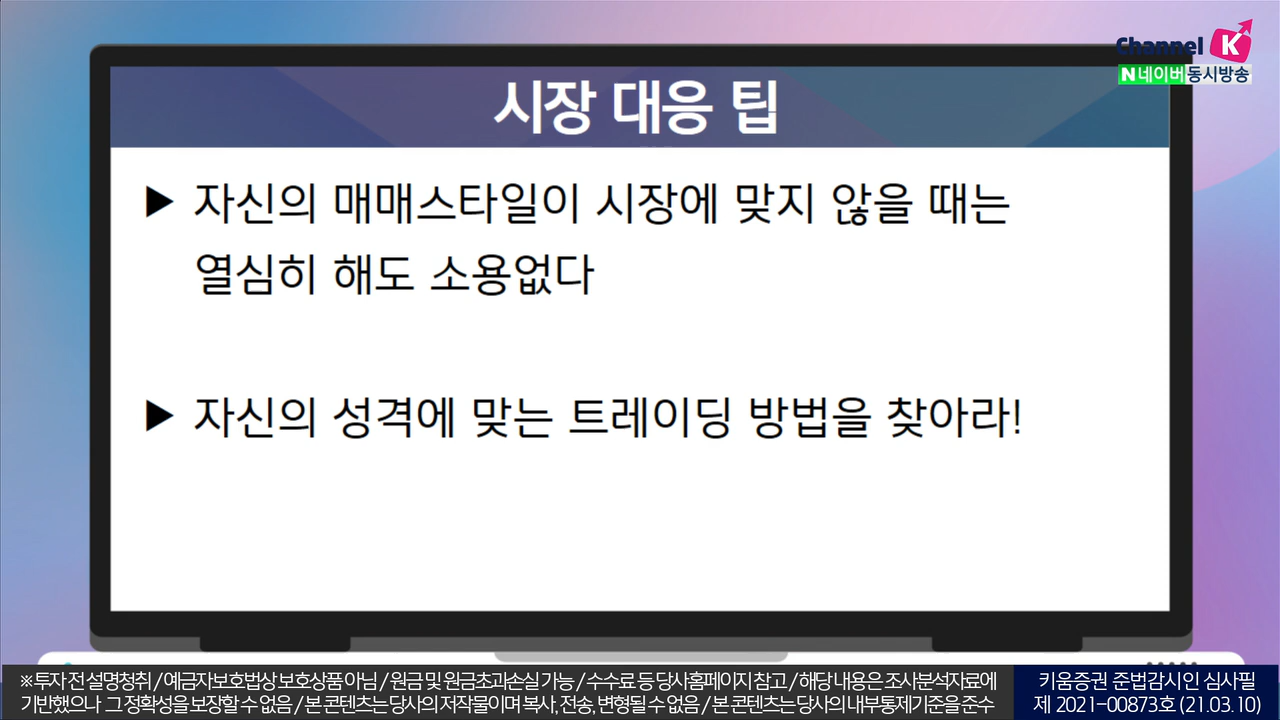 Channel K
N 네이버 동시방송
시장 대응 팁
▶ 자신의 매매스타일이 시장에 맞지 않을 때는
열심히 해도 소용없다
▶ 자신의 성격에 맞는 트레이딩 방법을 찾아라!
※ 투자 전 설명청취 / 예금자보호법상 보호상품 아님 / 원금 및 원금초과손실 가능 / 수수료 등 당사홈페이지 참고 / 해당 내용은 조사분석자료에
기반했으나 그 정확성을 보장할 수 없음 / 본 콘텐츠는 당사의 저작물이며 복사, 전송, 변형될 수 없음 / 본 콘텐츠는 당사의 내부통제기준을 준수
키움증권 준법감시인 심사필
제 2021-00873호 (21.03.10)